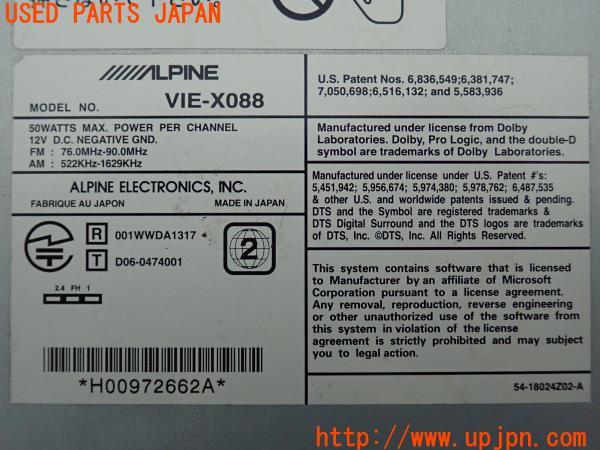 USED PARTS JAPAN
ALPINE
MODEL NO. VIE-X088
50WATTS MAX. POWER PER CHANNEL
12V D.C. NEGATIVE GND.
FM : 76.0MHz-90.0MHz
AM : 522KHz-1629KHz
ALPINE ELECTRONICS, INC.
FABRIQUE AU JAPON MADE IN JAPAN
R 001WWDA1317
T D06-0474001
2
2.4 FH 1
*H00972662A*
U.S. Patent Nos. 6,836,549;6,381,747;
7,050,698;6,516,132; and 5,583,936
Manufactured under license from Dolby
Laboratories. Dolby, Pro Logic, and the double-D
symbol are trademarks of Dolby Laboratories.
Manufactured under license under U.S. Patent #'s:
5,451,942; 5,956,674; 5,974,380; 5,978,762; 6,487,535
& other U.S. and worldwide patents issued & pending.
DTS and the Symbol are registered trademarks &
DTS Digital Surround and the DTS logos are trademarks
of DTS, Inc. ©DTS, Inc. All Rights Reserved.
This system contains software that is licensed
to Manufacturer by an affiliate of Microsoft
Corporation pursuant to a license agreement.
Any removal, reproduction, reverse engineering
or other unauthorized use of the software from
this system in violation of the license
agreement is strictly prohibited and may subject
you to legal action.
54-18024Z02-A
http://www.upjpn.com/